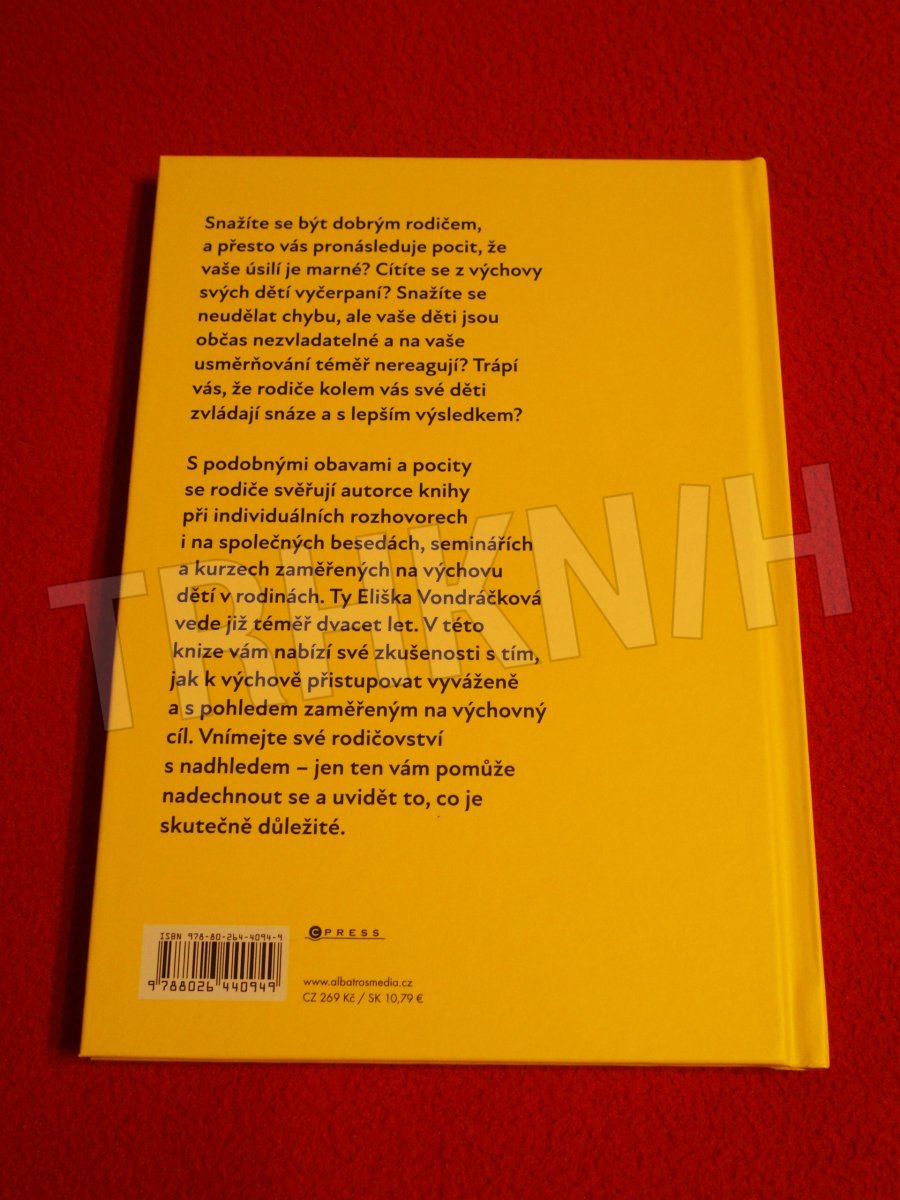 Snažíte se být dobrým rodičem,
a přesto vás pronásleduje pocit, že
vaše úsilí je marné? Cítíte se z výchovy
svých dětí vyčerpaní? Snažíte se
neudělat chybu, ale vaše děti jsou
občas nezvladatelné a na vaše
usměrňování téměř nereagují? Trápí
vás, že rodiče kolem vás své děti
zvládají snáze a s lepším výsledkem?
S podobnými obavami a pocity
se rodiče svěřují autorce knihy
při individuálních rozhovorech
i na společných besedách, seminářích
a kurzech zaměřených na výchovu
dětí v rodinách. Ty Eliška Vondráčková
vede již téměř dvacet let. V této
knize vám nabízí své zkušenosti s tím,
jak k výchově přistupovat vyváženě
a s pohledem zaměřeným na výchovný
cíl. Vnímejte své rodičovství
s nadhledem – jen ten vám pomůže
nadechnout se a uvidět to, co je
skutečně důležité.
TRHKNIH
ISBN 978-80-264-4094-9
9 788026 440949
CPRESS
www.albatrosmedia.cz
CZ 269 Kč / SK 10,79 €